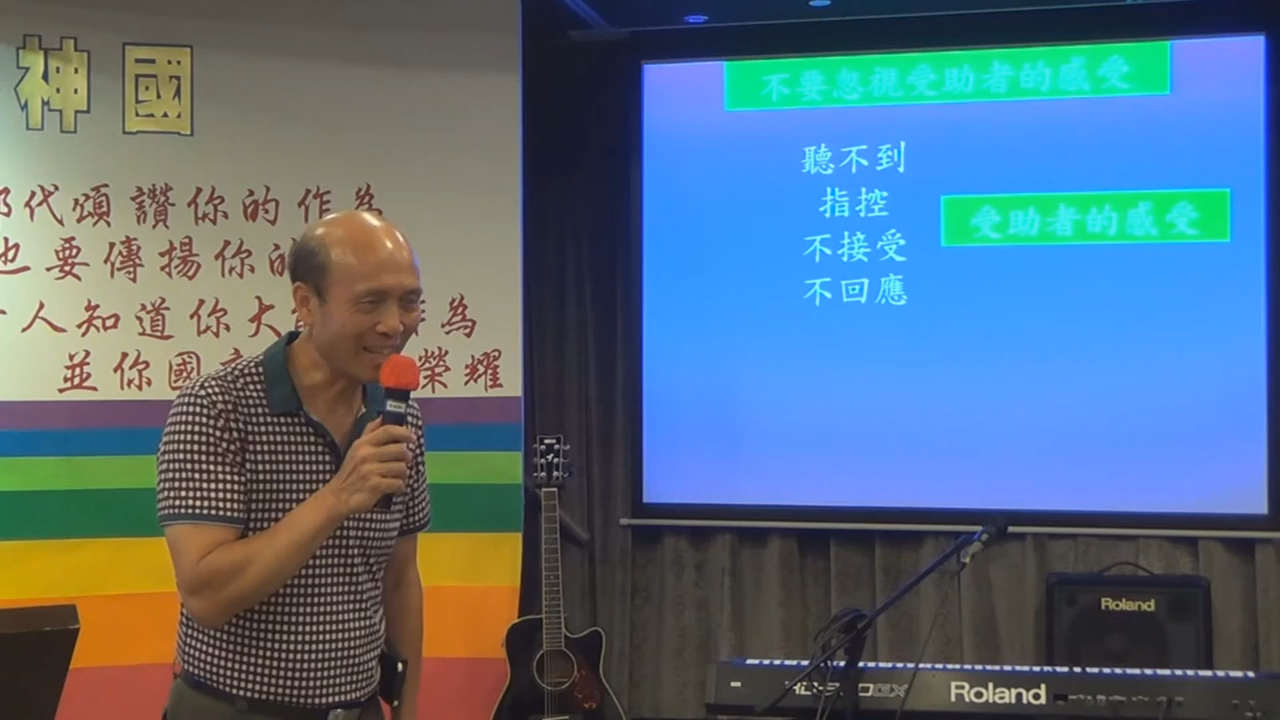 神國
代頌讚你的作為
也要傳揚你的
人知道你大
作為
並你國
榮耀
不要忽視受助者的感受
聽不到
指控
不接受
不回應
受助者的感受
Roland
Roland